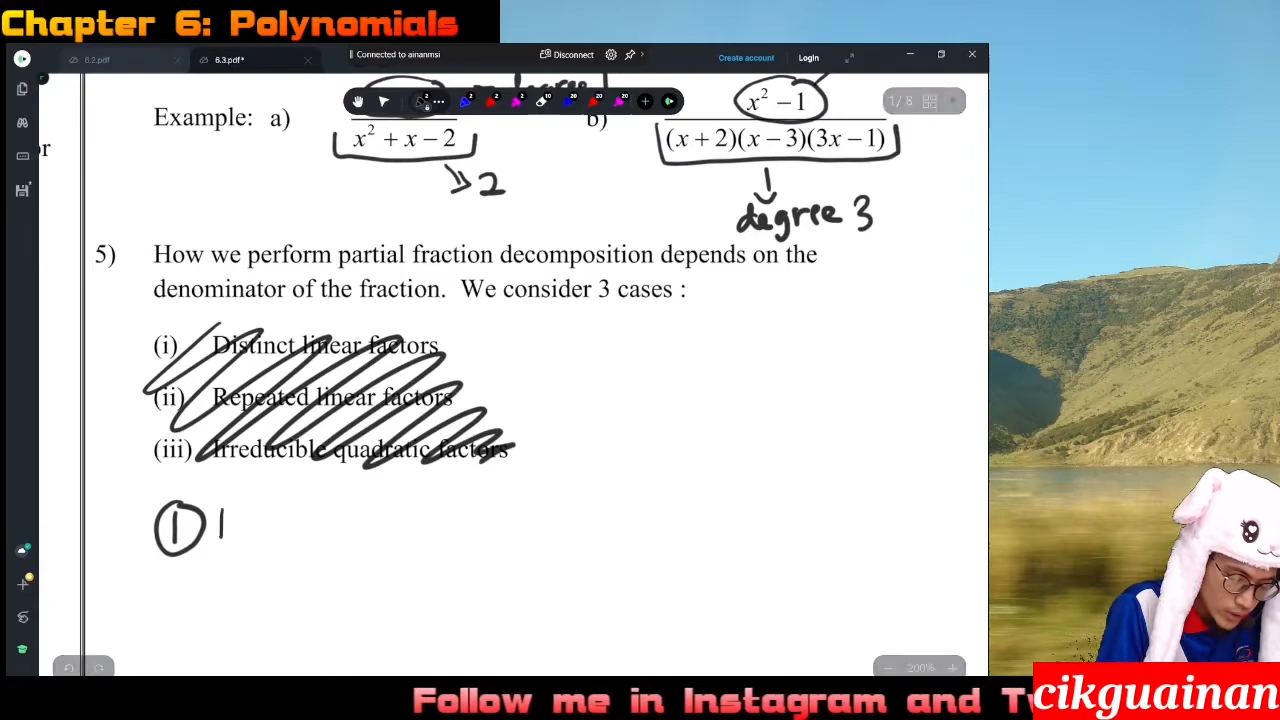 Chapter 6: Polynomials
6.2.pdf
6.3.pdf*
Connected to ainanmsi
Disconnect
Create account
Login
1/8
Example: a)
x² + x − 2
2
b)
x² − 1
(x + 2)(x − 3)(3x − 1)
degree 3
or
5) How we perform partial fraction decomposition depends on the
denominator of the fraction. We consider 3 cases :
(i) Distinct linear factors
(ii) Repeated linear factors
(iii) Irreducible quadratic factors
① l
200%
Follow me in Instagram and Tw
cikguainan